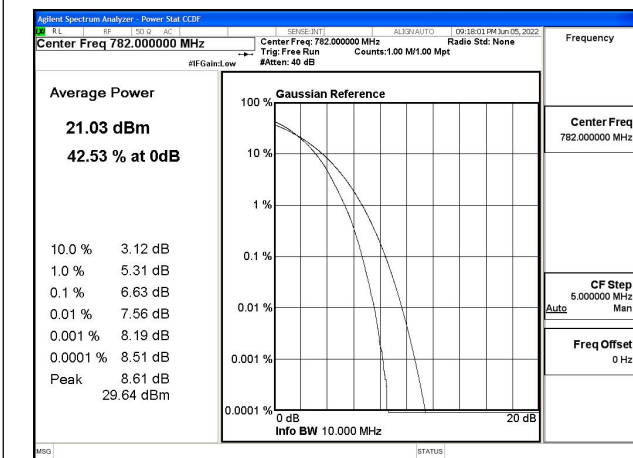 Agilent Spectrum Analyzer - Power Stat CCDF
RL RF 50 Ω AC SENSE:INT ALIGN AUTO 09:18:01 PM Jun 05, 2022
Center Freq 782.000000 MHz
Center Freq: 782.000000 MHz Radio Std: None
Trig: Free Run Counts:1.00 M/1.00 Mpt
#IFGain:Low #Atten: 40 dB
Frequency
Average Power
21.03 dBm
42.53 % at 0dB
10.0 % 3.12 dB
1.0 % 5.31 dB
0.1 % 6.63 dB
0.01 % 7.56 dB
0.001 % 8.19 dB
0.0001 % 8.51 dB
Peak 8.61 dB
29.64 dBm
Gaussian Reference
100 %
10 %
1 %
0.1 %
0.01 %
0.001 %
0.0001 %
0 dB 20 dB
Info BW 10.000 MHz
Center Freq
782.000000 MHz
CF Step
5.000000 MHz
Auto Man
Freq Offset
0 Hz
MSG STATUS